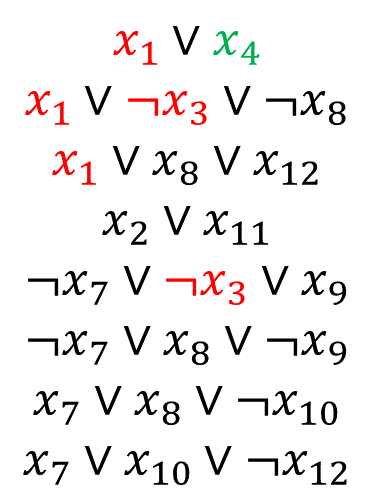 x₁ ∨ x₄
x₁ ∨ ¬x₃ ∨ ¬x₈
x₁ ∨ x₈ ∨ x₁₂
x₂ ∨ x₁₁
¬x₇ ∨ ¬x₃ ∨ x₉
¬x₇ ∨ x₈ ∨ ¬x₉
x₇ ∨ x₈ ∨ ¬x₁₀
x₇ ∨ x₁₀ ∨ ¬x₁₂